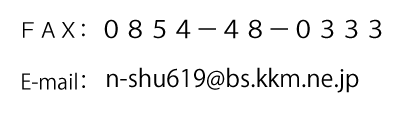 ＦＡＸ： ０８５４－４８－０３３３
E-mail： n-shu619@bs.kkm.ne.jp